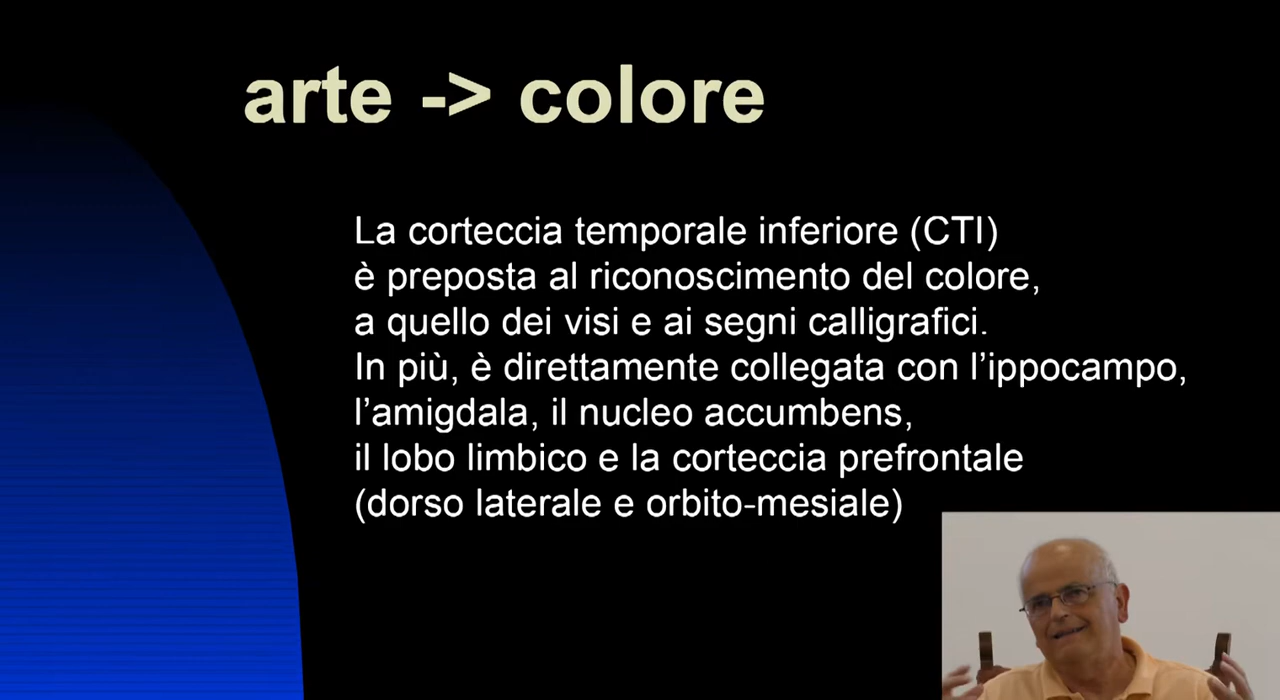 arte -> colore
La corteccia temporale inferiore (CTI)
è preposta al riconoscimento del colore,
a quello dei visi e ai segni calligrafici.
In più, è direttamente collegata con l’ippocampo,
l’amigdala, il nucleo accumbens,
il lobo limbico e la corteccia prefrontale
(dorso laterale e orbito-mesiale)